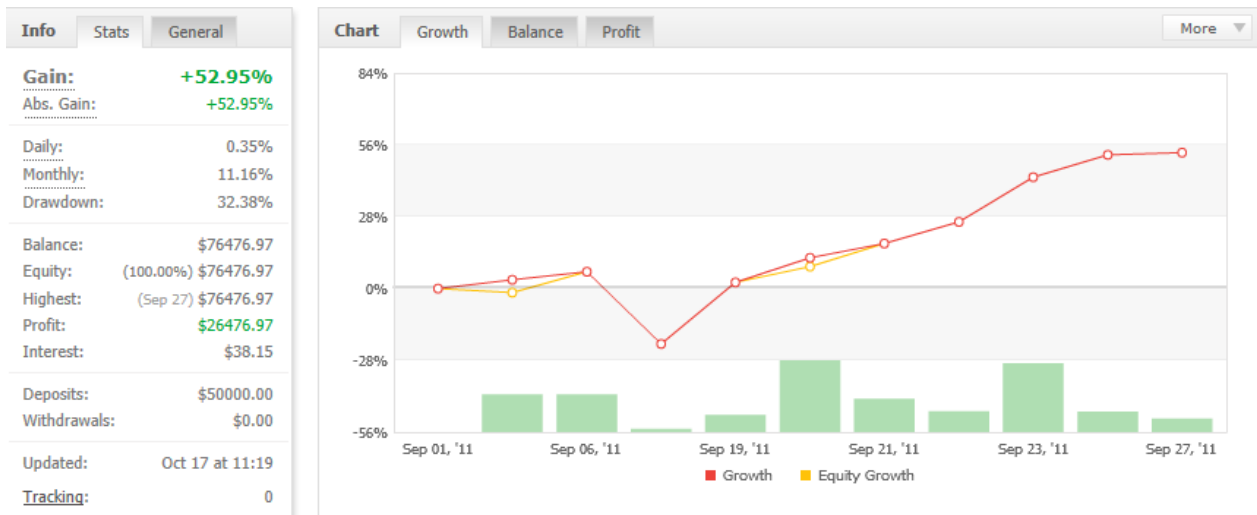 Info Stats General
Gain: +52.95%
Abs. Gain: +52.95%
Daily: 0.35%
Monthly: 11.16%
Drawdown: 32.38%
Balance: $76476.97
Equity: (100.00%) $76476.97
Highest: (Sep 27) $76476.97
Profit: $26476.97
Interest: $38.15
Deposits: $50000.00
Withdrawals: $0.00
Updated: Oct 17 at 11:19
Tracking: 0
Chart Growth Balance Profit More
84%
56%
28%
0%
-28%
-56%
Sep 01, '11 Sep 06, '11 Sep 19, '11 Sep 21, '11 Sep 23, '11 Sep 27, '11
Growth Equity Growth